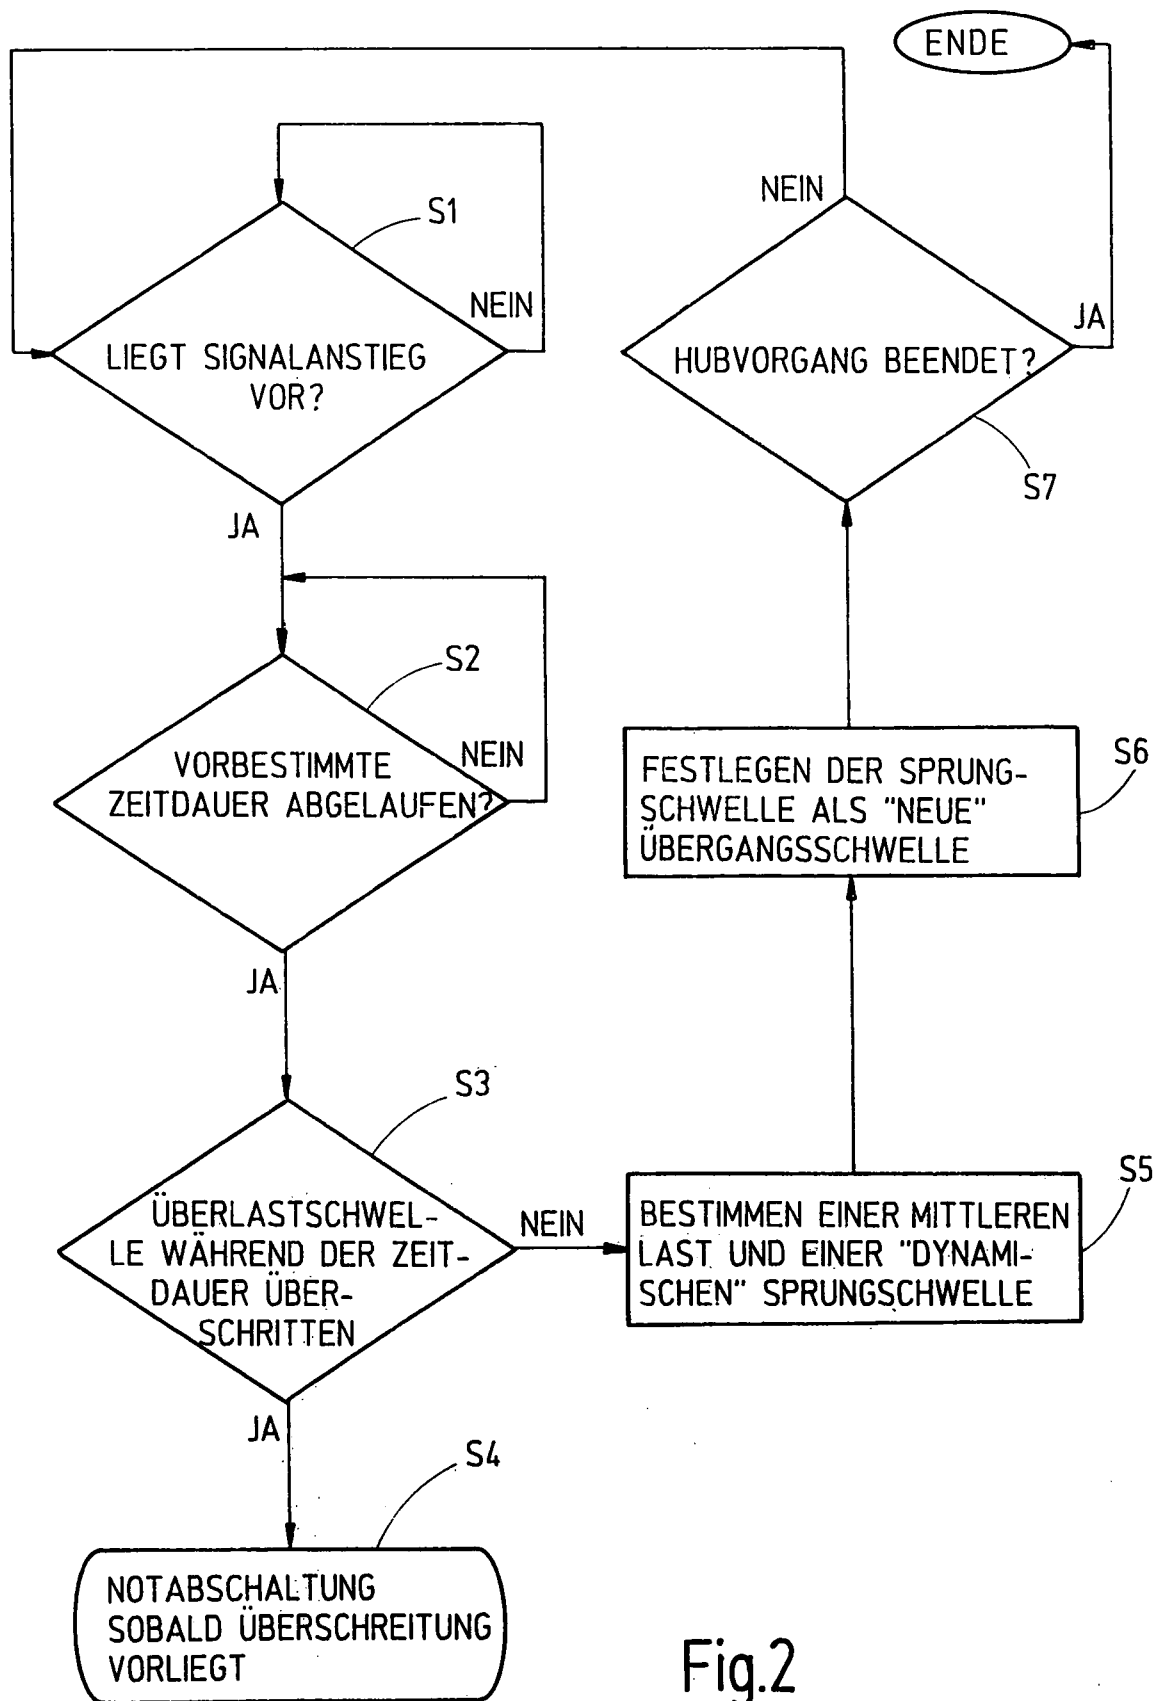 ENDE
NEIN
S1
NEIN
LIEGT SIGNALANSTIEG
VOR?
JA
HUBVORGANG BEENDET?
JA
S7
S2
VORBESTIMMTE
ZEITDAUER ABGELAUFEN?
NEIN
JA
FESTLEGEN DER SPRUNG-
SCHWELLE ALS "NEUE"
ÜBERGANGSSCHWELLE
S6
S3
ÜBERLASTSCHWEL-
LE WÄHREND DER ZEIT-
DAUER ÜBER-
SCHRITTEN
NEIN
JA
BESTIMMEN EINER MITTLEREN
LAST UND EINER "DYNAMI-
SCHEN" SPRUNGSCHWELLE
S5
S4
NOTABSCHALTUNG
SOBALD ÜBERSCHREITUNG
VORLIEGT
Fig.2